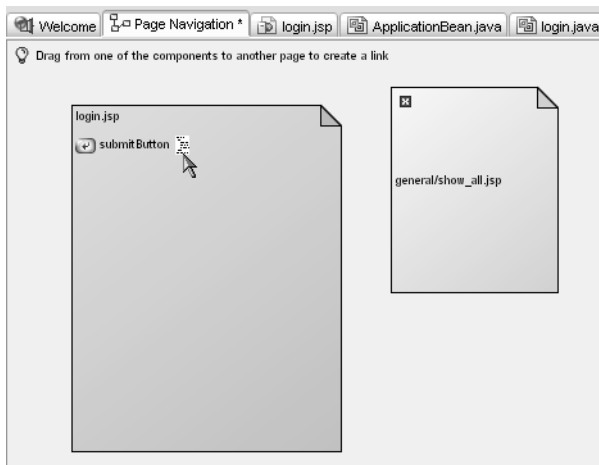 Welcome Page Navigation * login.jsp ApplicationBean.java login.java
Drag from one of the components to another page to create a link
login.jsp
submitButton
general/show_all.jsp